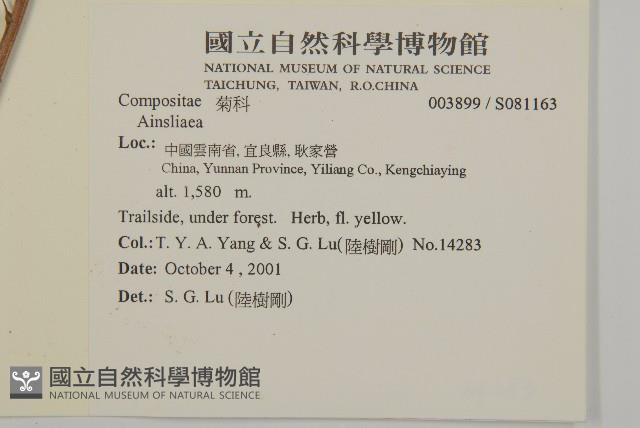 國立自然科學博物館
NATIONAL MUSEUM OF NATURAL SCIENCE
TAICHUNG, TAIWAN, R.O.CHINA
Compositae 菊科 003899 / S081163
Ainsliaea
Loc.: 中國雲南省, 宜良縣, 耿家營
China, Yunnan Province, Yiliang Co., Kengchiaying
alt. 1,580 m.
Trailside, under forest. Herb, fl. yellow.
Col.: T. Y. A. Yang & S. G. Lu(陸樹剛) No.14283
Date: October 4 , 2001
Det.: S. G. Lu (陸樹剛)
國立自然科學博物館
NATIONAL MUSEUM OF NATURAL SCIENCE